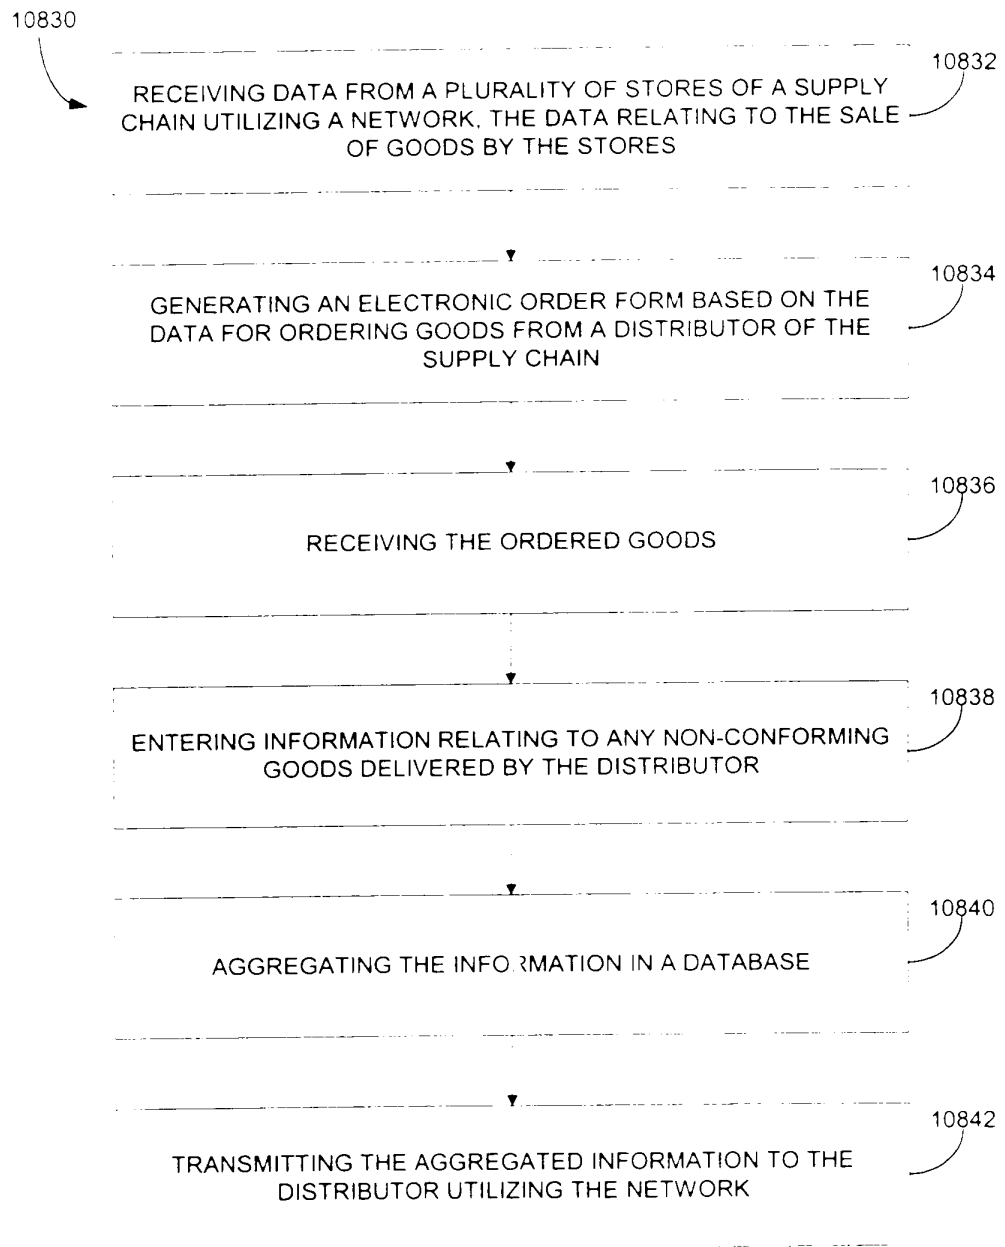 10830
10832
RECEIVING DATA FROM A PLURALITY OF STORES OF A SUPPLY
CHAIN UTILIZING A NETWORK, THE DATA RELATING TO THE SALE
OF GOODS BY THE STORES
10834
GENERATING AN ELECTRONIC ORDER FORM BASED ON THE
DATA FOR ORDERING GOODS FROM A DISTRIBUTOR OF THE
SUPPLY CHAIN
10836
RECEIVING THE ORDERED GOODS
10838
ENTERING INFORMATION RELATING TO ANY NON-CONFORMING
GOODS DELIVERED BY THE DISTRIBUTOR
10840
AGGREGATING THE INFORMATION IN A DATABASE
10842
TRANSMITTING THE AGGREGATED INFORMATION TO THE
DISTRIBUTOR UTILIZING THE NETWORK